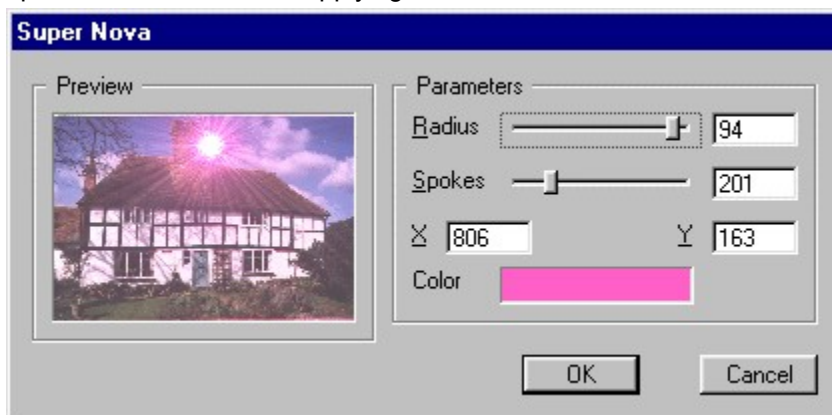 Super Nova
Preview
Parameters
Radius 94
Spokes 201
X 806 Y 163
Color
OK Cancel